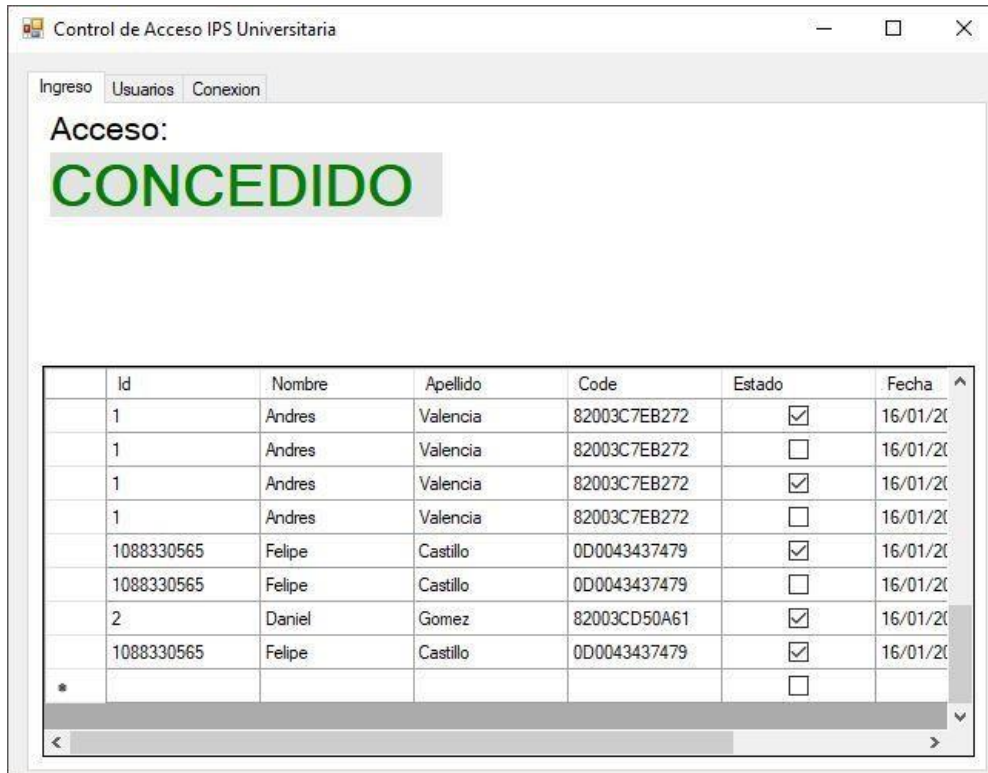 Control de Acceso IPS Universitaria
Ingreso Usuarios Conexion
Acceso:
CONCEDIDO
Id Nombre Apellido Code Estado Fecha
1 Andres Valencia 82003C7EB272 16/01/20
1 Andres Valencia 82003C7EB272 16/01/20
1 Andres Valencia 82003C7EB272 16/01/20
1 Andres Valencia 82003C7EB272 16/01/20
1088330565 Felipe Castillo 0D0043437479 16/01/20
1088330565 Felipe Castillo 0D0043437479 16/01/20
2 Daniel Gomez 82003CD50A61 16/01/20
1088330565 Felipe Castillo 0D0043437479 16/01/20